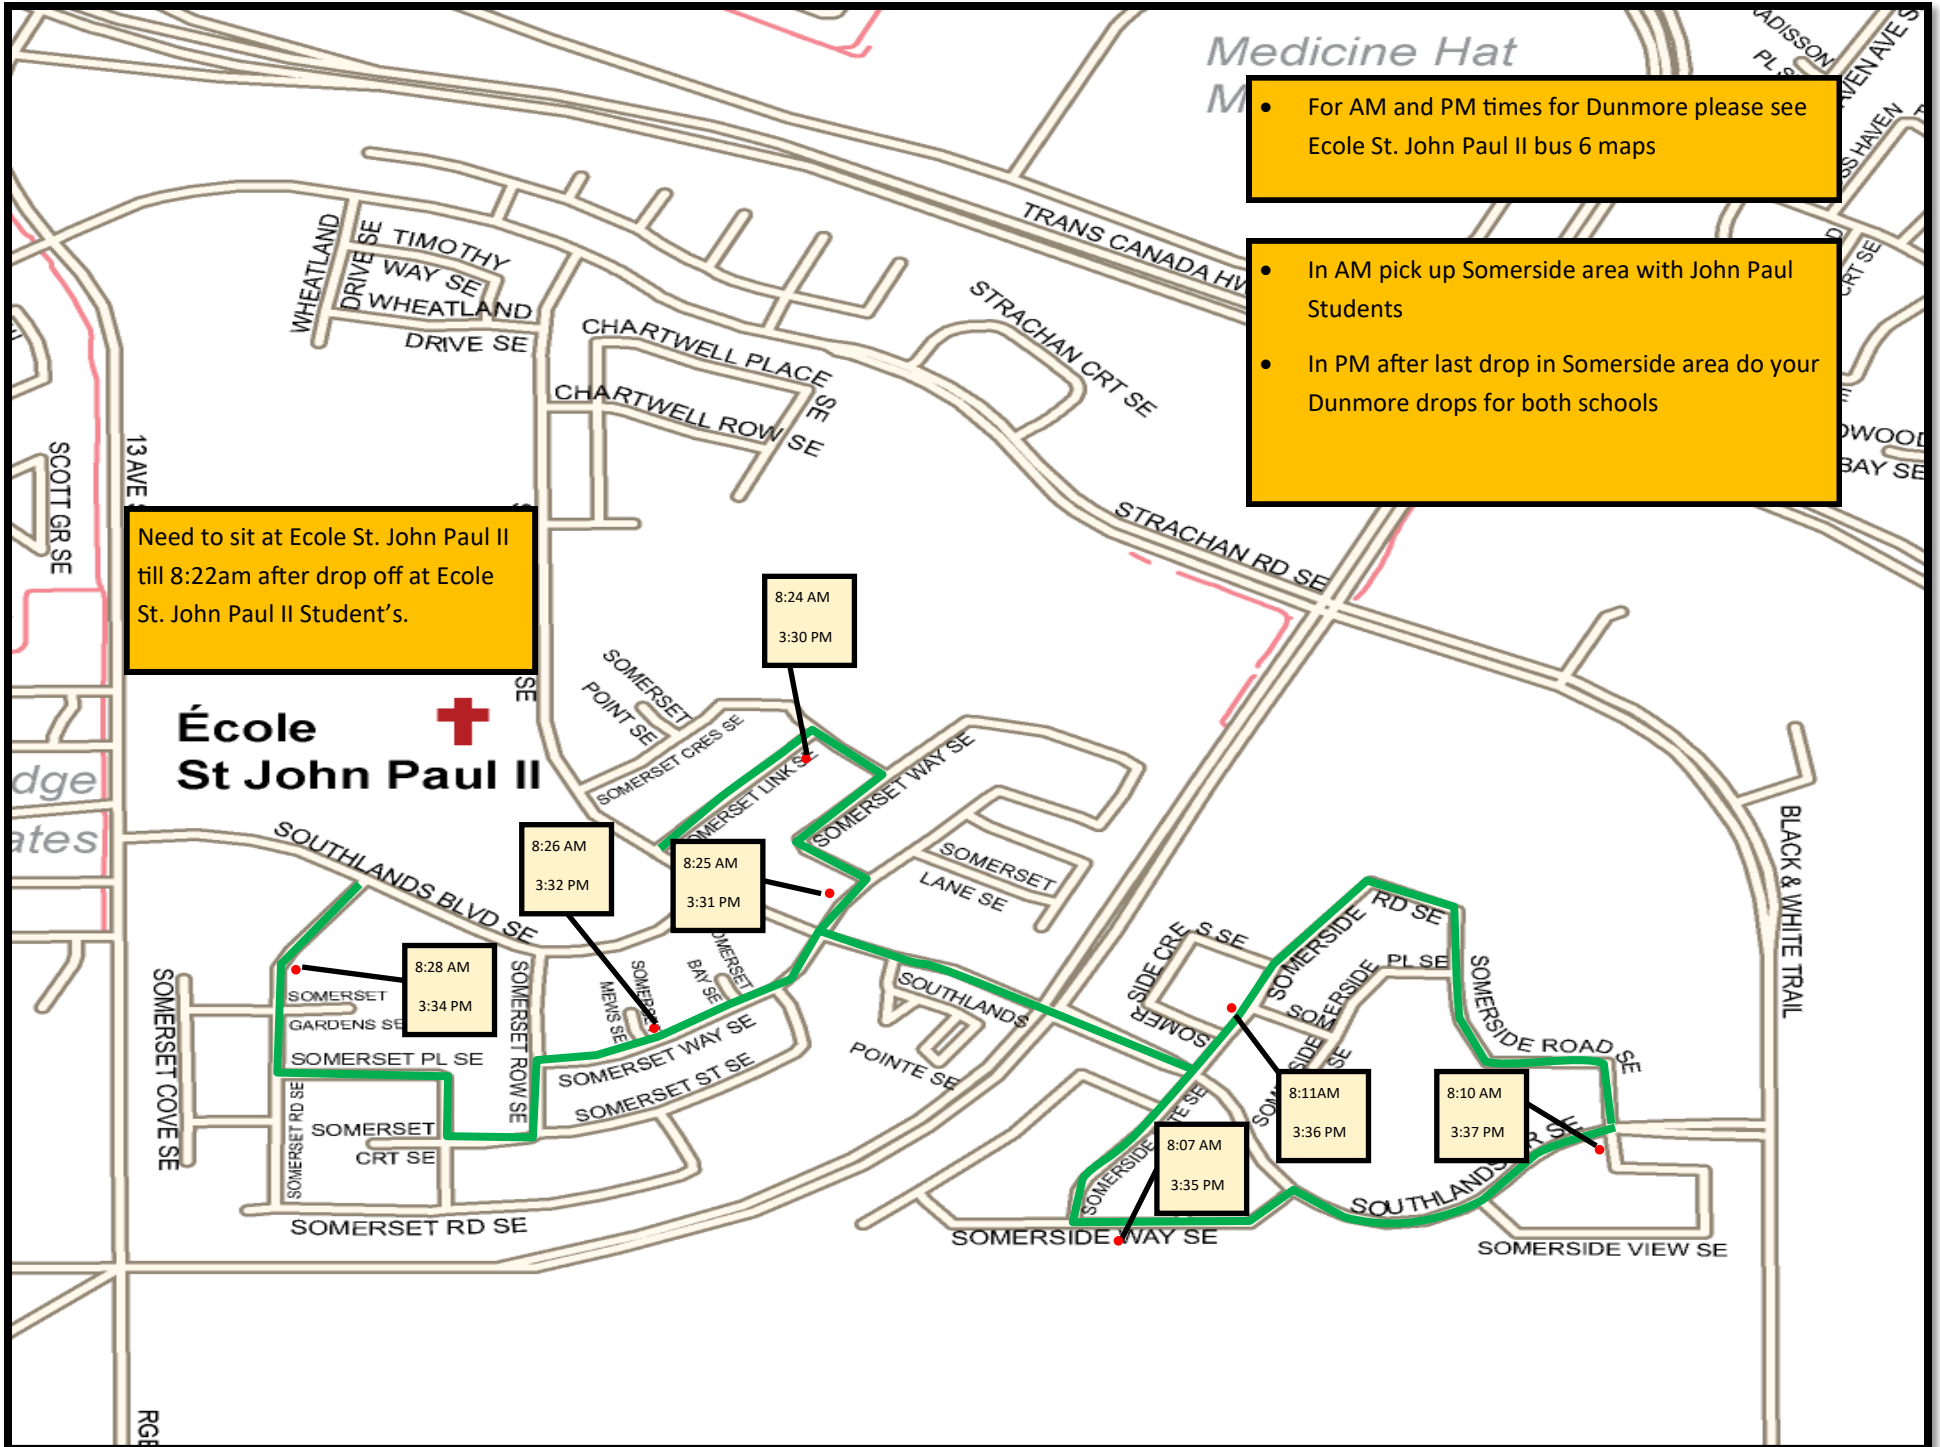 Medicine Hat
M
• For AM and PM times for Dunmore please see
Ecole St. John Paul II bus 6 maps
• In AM pick up Somerside area with John Paul
Students
• In PM after last drop in Somerside area do your
Dunmore drops for both schools
Need to sit at Ecole St. John Paul II
till 8:22am after drop off at Ecole
St. John Paul II Student's.
École
St John Paul II
TRANS CANADA HW
WHEATLAND
DRIVE SE
TIMOTHY
WAY SE
WHEATLAND
DRIVE SE
CHARTWELL PLACE
SE
CHARTWELL ROW SE
STRACHAN CRT SE
STRACHAN RD SE
SCOTT GR SE
13 AVE
SE
8:24 AM
3:30 PM
SOMERSET
POINT SE
SOMERSET CRES SE
SOMERSET LINK SE
SOMERSET WAY SE
SOMERSET
LANE SE
SOUTHLANDS BLVD SE
8:26 AM
3:32 PM
8:25 AM
3:31 PM
8:28 AM
3:34 PM
SOMERSET COVE SE
SOMERSET
GARDENS SE
SOMERSET PL SE
SOMERSET RD SE
SOMERSET
CRT SE
SOMERSET ROW SE
SOMERSET RD SE
MEWS SE
BAY SE
SOMERSET WAY SE
SOMERSET ST SE
SOUTHLANDS
POINTE SE
SOMERSIDE
RD SE
SOMERSIDE
PL SE
SOMERSIDE ROAD SE
8:11AM
3:36 PM
8:10 AM
3:37 PM
8:07 AM
3:35 PM
SOMERSIDE WAY SE
SOMERSIDE VIEW SE
BLACK & WHITE TRAIL